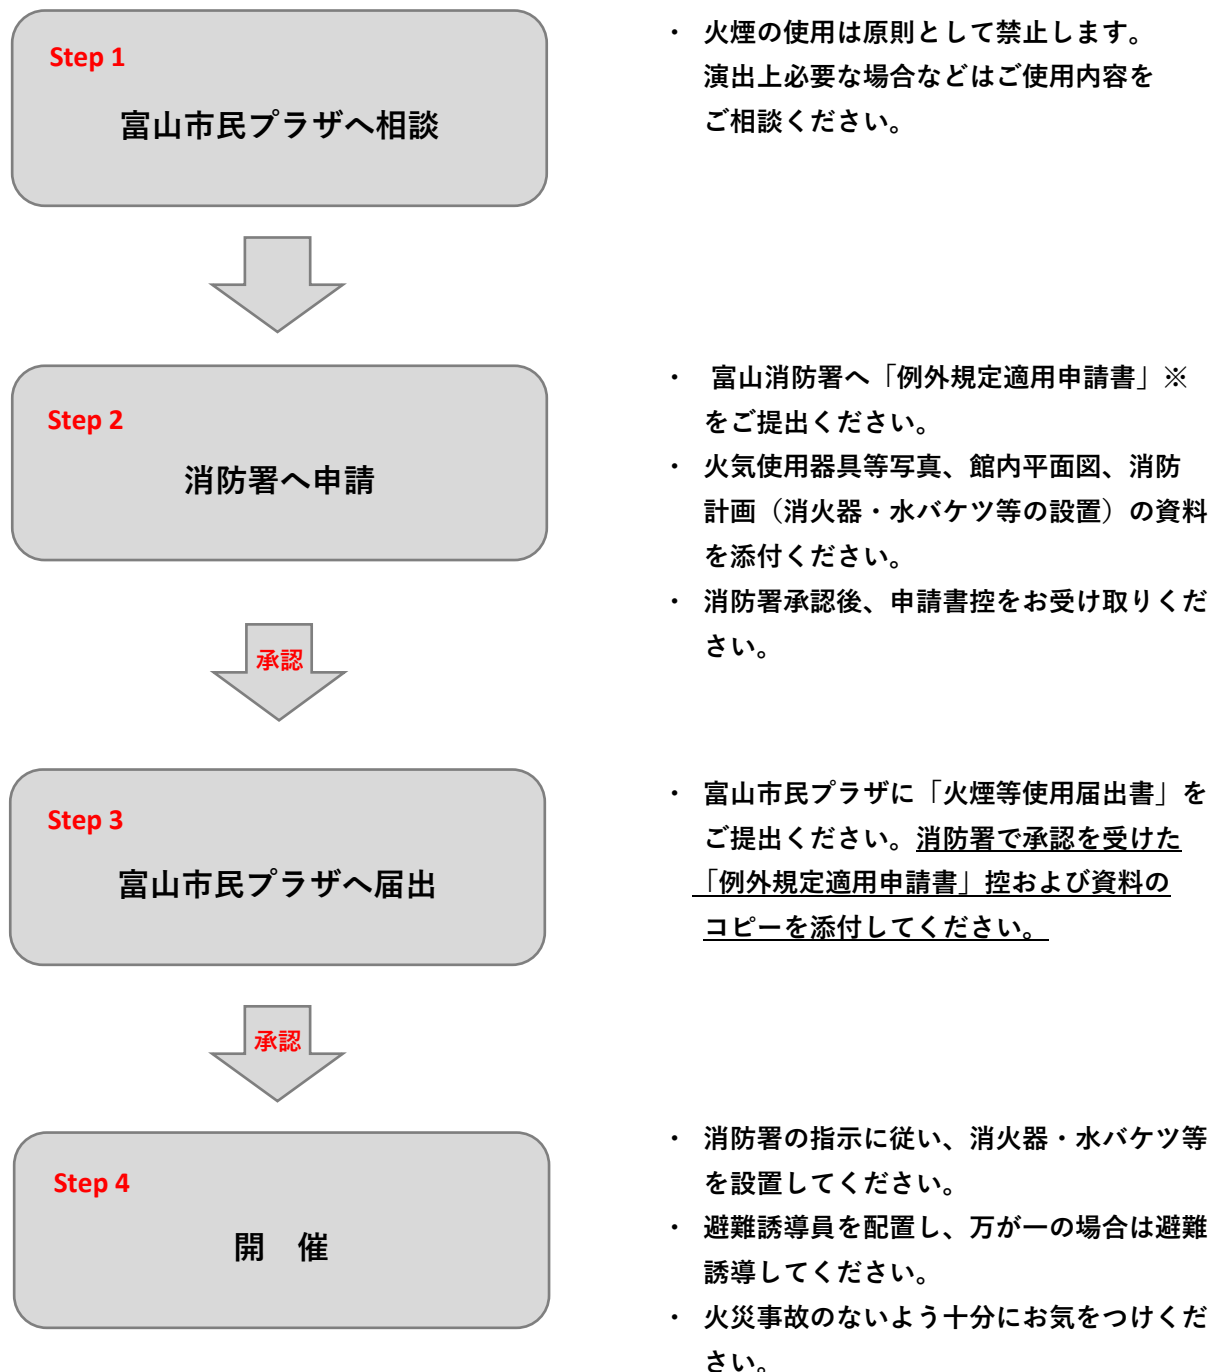 Step 1
富山市民プラザへ相談
・ 火煙の使用は原則として禁止します。
演出上必要な場合などはご使用内容を
ご相談ください。
Step 2
消防署へ申請
・ 富山消防署へ「例外規定適用申請書」※
をご提出ください。
・ 火気使用器具等写真、館内平面図、消防
計画（消火器・水バケツ等の設置）の資料
を添付ください。
・ 消防署承認後、申請書控をお受け取りくだ
さい。
承認
Step 3
富山市民プラザへ届出
・ 富山市民プラザに「火煙等使用届出書」を
ご提出ください。消防署で承認を受けた
「例外規定適用申請書」控および資料の
コピーを添付してください。
承認
Step 4
開　催
・ 消防署の指示に従い、消火器・水バケツ等
を設置してください。
・ 避難誘導員を配置し、万が一の場合は避難
誘導してください。
・ 火災事故のないよう十分にお気をつけくだ
さい。